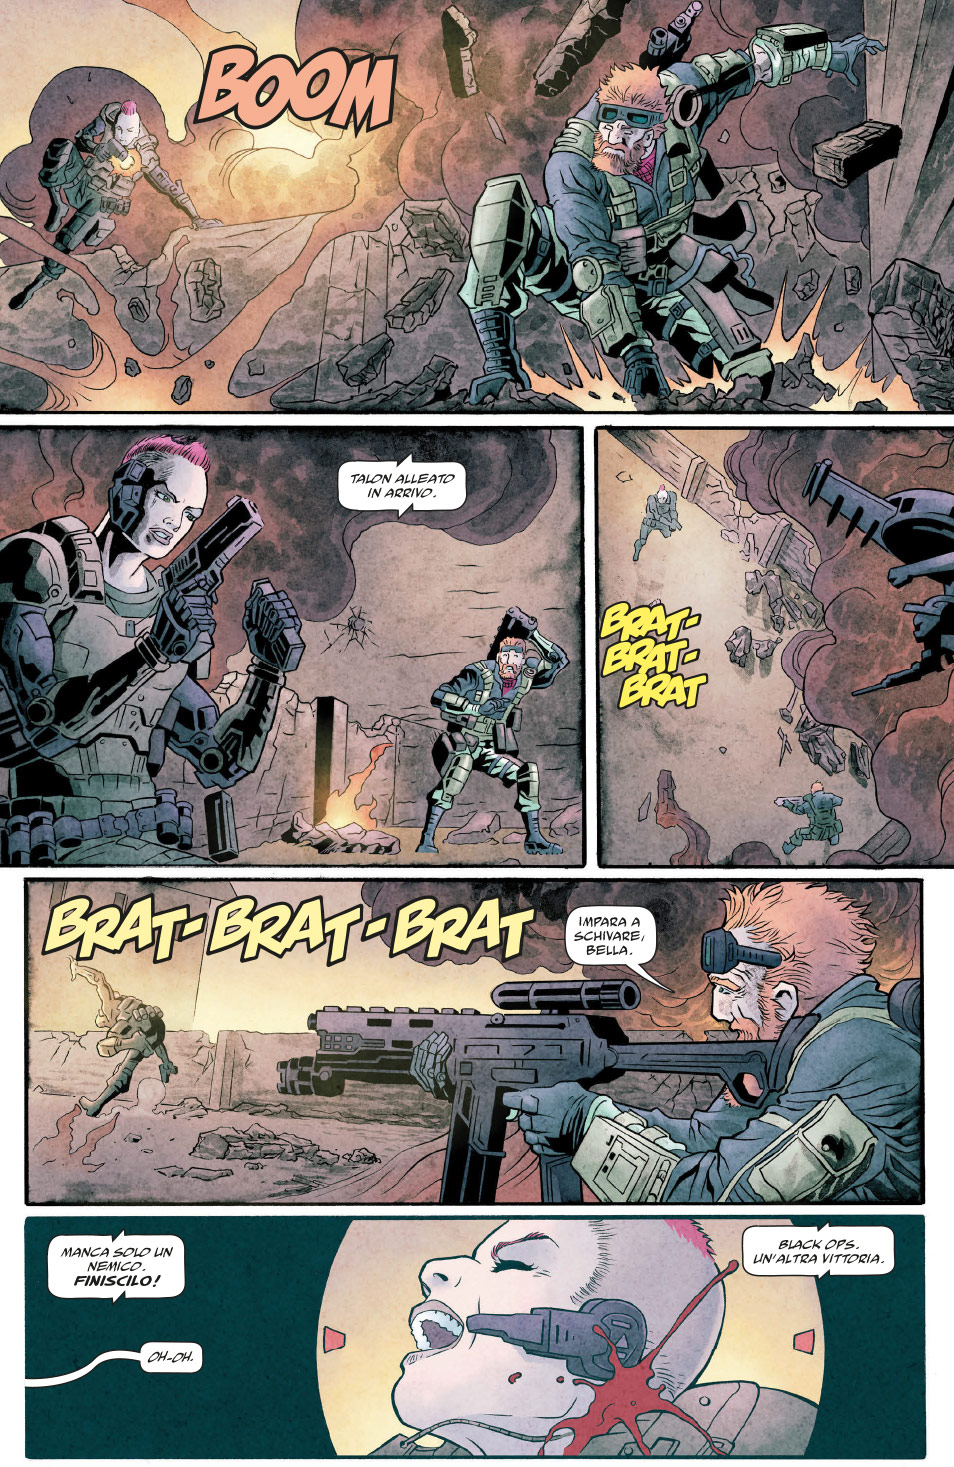 BOOM
TALON ALLEATO
IN ARRIVO.
BRAT-
BRAT-
BRAT
BRAT-BRAT-BRAT
IMPARA A
SCHIVARE,
BELLA.
MANCA SOLO UN
NEMICO.
FINISCILO!
BLACK OPS.
UN'ALTRA VITTORIA.
OH-OH.